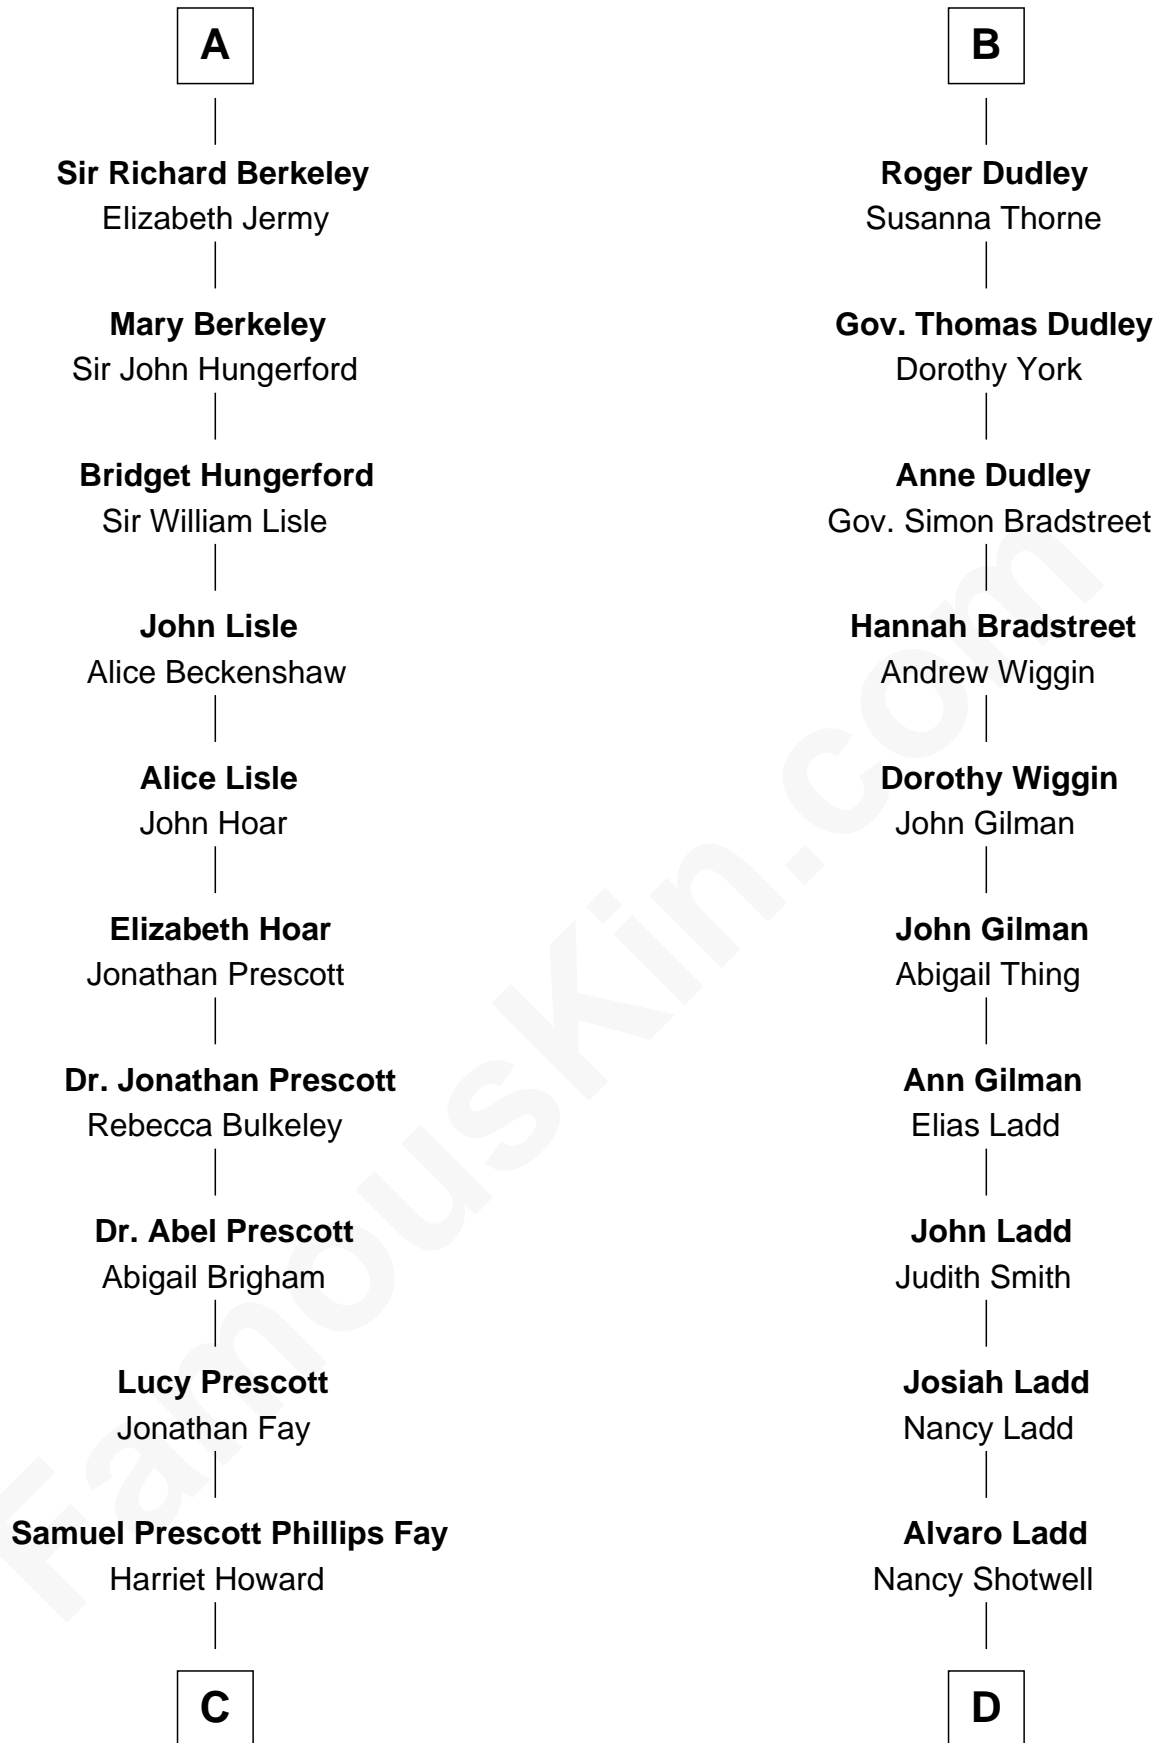 A
Sir Richard Berkeley
Elizabeth Jermy
Mary Berkeley
Sir John Hungerford
Bridget Hungerford
Sir William Lisle
John Lisle
Alice Beckenshaw
Alice Lisle
John Hoar
Elizabeth Hoar
Jonathan Prescott
Dr. Jonathan Prescott
Rebecca Bulkeley
Dr. Abel Prescott
Abigail Brigham
Lucy Prescott
Jonathan Fay
Samuel Prescott Phillips Fay
Harriet Howard
C
B
Roger Dudley
Susanna Thorne
Gov. Thomas Dudley
Dorothy York
Anne Dudley
Gov. Simon Bradstreet
Hannah Bradstreet
Andrew Wiggin
Dorothy Wiggin
John Gilman
John Gilman
Abigail Thing
Ann Gilman
Elias Ladd
John Ladd
Judith Smith
Josiah Ladd
Nancy Ladd
Alvaro Ladd
Nancy Shotwell
D
FamousKin.com